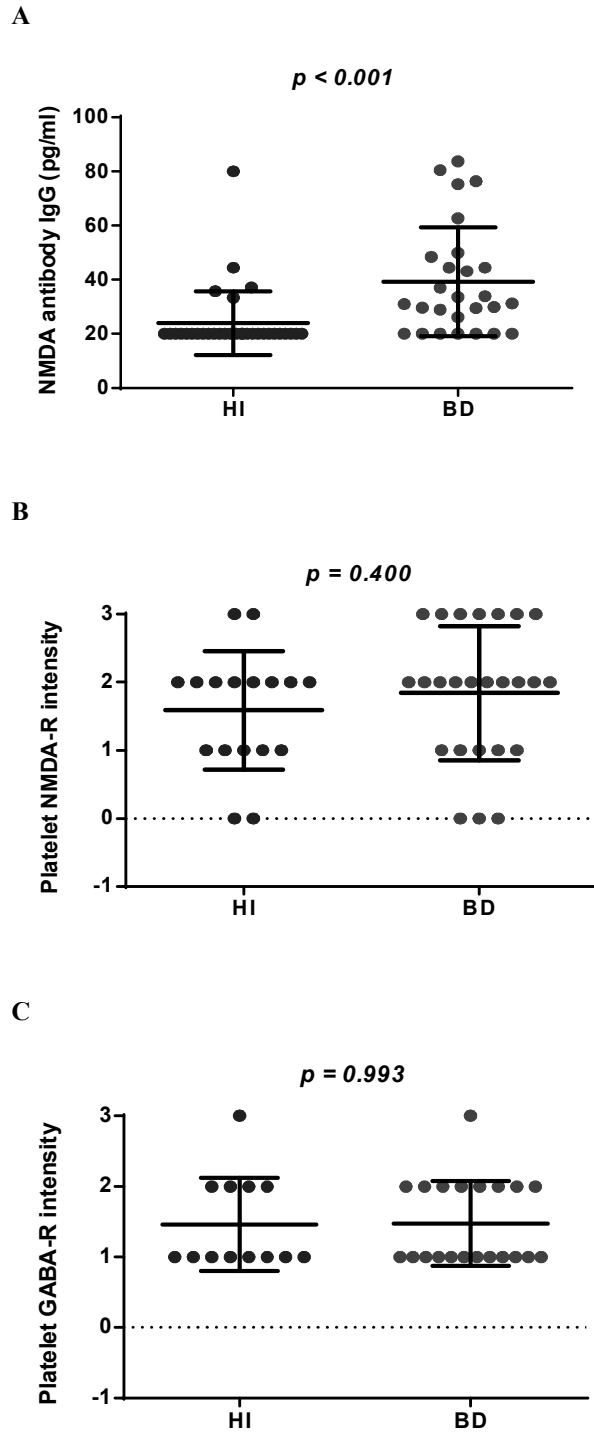 A
p < 0.001
NMDA antibody IgG (pg/ml)
100
80
60
40
20
0
HI
BD
B
p = 0.400
Platelet NMDA-R intensity
3
2
1
0
-1
HI
BD
C
p = 0.993
Platelet GABA-R intensity
3
2
1
0
-1
HI
BD